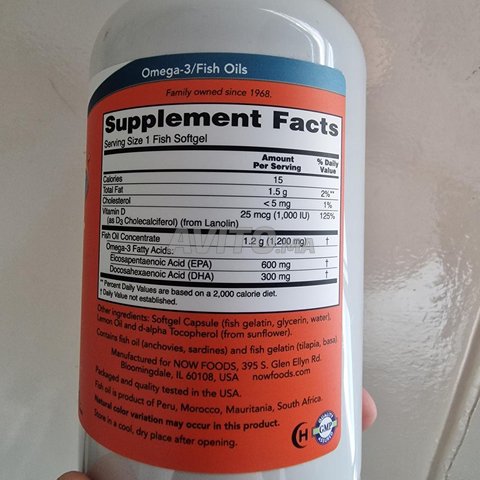 Omega-3/Fish Oils
Family owned since 1968.
Supplement Facts
Serving Size 1 Fish Softgel
Amount Per Serving % Daily Value
Calories 15
Total Fat 1.5 g 2%**
Cholesterol < 5 mg 1%
Vitamin D 25 mcg (1,000 IU) 125%
(as D3 Cholecalciferol) (from Lanolin)
Fish Oil Concentrate 1.2 g (1,200 mg) †
Omega-3 Fatty Acids:
Eicosapentaenoic Acid (EPA) 600 mg †
Docosahexaenoic Acid (DHA) 300 mg †
** Percent Daily Values are based on a 2,000 calorie diet.
† Daily Value not established.
Other ingredients: Softgel Capsule (fish gelatin, glycerin, water),
Lemon Oil and d-alpha Tocopherol (from sunflower).
Contains fish oil (anchovies, sardines) and fish gelatin (tilapia, basa).
Manufactured for NOW FOODS, 395 S. Glen Ellyn Rd.
Bloomingdale, IL 60108, USA nowfoods.com
Packaged and quality tested in the USA.
Fish oil is product of Peru, Morocco, Mauritania, South Africa.
Natural color variation may occur in this product.
Store in a cool, dry place after opening.
H
GMP
AVITO.MA